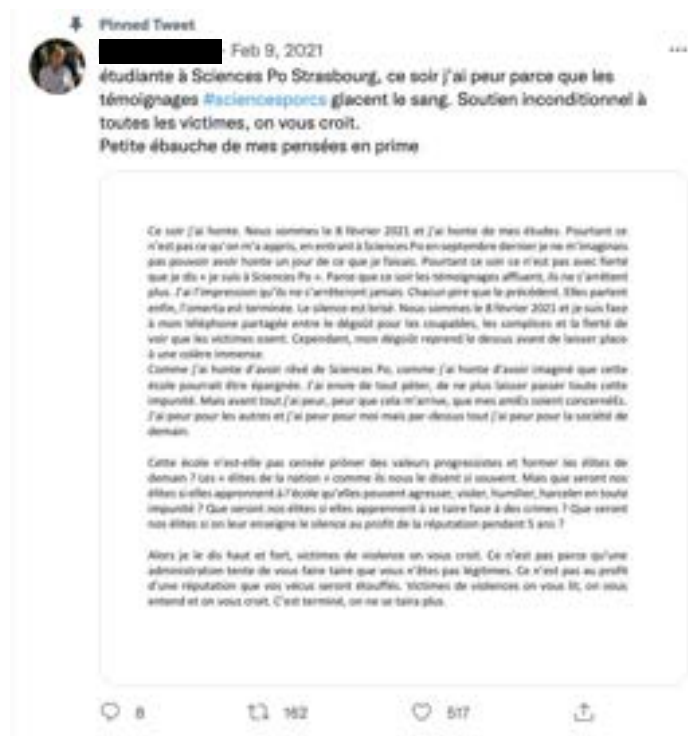 Pinned Tweet
· Feb 9, 2021
étudiante à Sciences Po Strasbourg, ce soir j'ai peur parce que les
témoignages #sciencesporcs glacent le sang. Soutien inconditionnel à
toutes les victimes, on vous croit.
Petite ébauche de mes pensées en prime
Ce soir j'ai honte. Nous sommes le 8 février 2021 et j'ai honte de mes études. Pourtant ce
n'est pas ce qu'on m'a appris, en entrant à Sciences Po en septembre dernier je ne m'imaginais
pas pouvoir avoir honte un jour de ce que je faisais. Pourtant ce soir ce n'est pas avec fierté
que je dis « je suis à Sciences Po ». Parce que ce soir les témoignages affluent, ils ne s'arrêtent
plus. J'ai l'impression qu'ils ne s'arrêteront jamais. Chacun pire que le précédent. Elles parlent
enfin, l'omerta est terminée. Le silence est brisé. Nous sommes le 8 février 2021 et je suis face
à mon téléphone partagée entre le dégoût pour les coupables, les complices et la fierté de
voir que les victimes osent. Cependant, mon dégoût reprend le dessus avant de laisser place
à une colère immense.
Comme j'ai honte d'avoir rêvé de Sciences Po, comme j'ai honte d'avoir imaginé que cette
école pourrait être épargnée. J'ai envie de tout péter, de ne plus laisser passer toute cette
impunité. Mais avant tout j'ai peur, peur que cela m'arrive, que mes amiEs soient concernéEs.
J'ai peur pour les autres et j'ai peur pour moi mais par-dessus tout j'ai peur pour la société de
demain.
Cette école n'est-elle pas censée prôner des valeurs progressistes et former les élites de
demain ? Les « élites de la nation » comme ils nous le disent si souvent. Mais que seront nos
élites si elles apprennent à l'école qu'elles peuvent agresser, violer, humilier, harceler en toute
impunité ? Que seront nos élites si elles apprennent à se taire face à des crimes ? Que seront
nos élites si on leur enseigne le silence au profit de la réputation pendant 5 ans ?
Alors je le dis haut et fort, victimes de violence on vous croit. Ce n'est pas parce qu'une
administration tente de vous faire taire que vous n'êtes pas légitimes. Ce n'est pas au profit
d'une réputation que vos vécus seront étouffés. Victimes de violences on vous lit, on vous
entend et on vous croit. C'est terminé, on ne se taira plus.
8 162 517